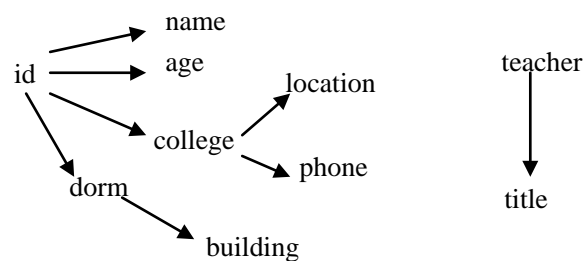 name
age
id
location
college
phone
dorm
building
teacher
title